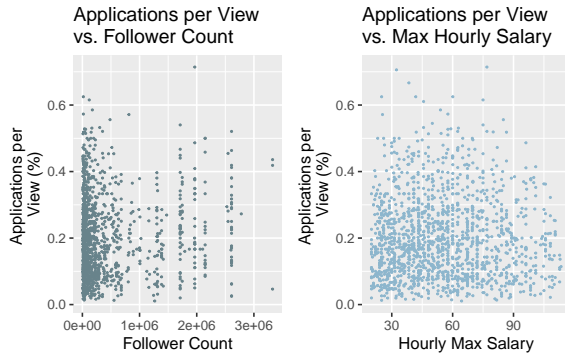 Applications per View
vs. Follower Count
Applications per
View (%)
0.6
0.4
0.2
0.0
0e+00 1e+06 2e+06 3e+06
Follower Count
Applications per View
vs. Max Hourly Salary
Applications per
View (%)
0.6
0.4
0.2
0.0
30 60 90
Hourly Max Salary